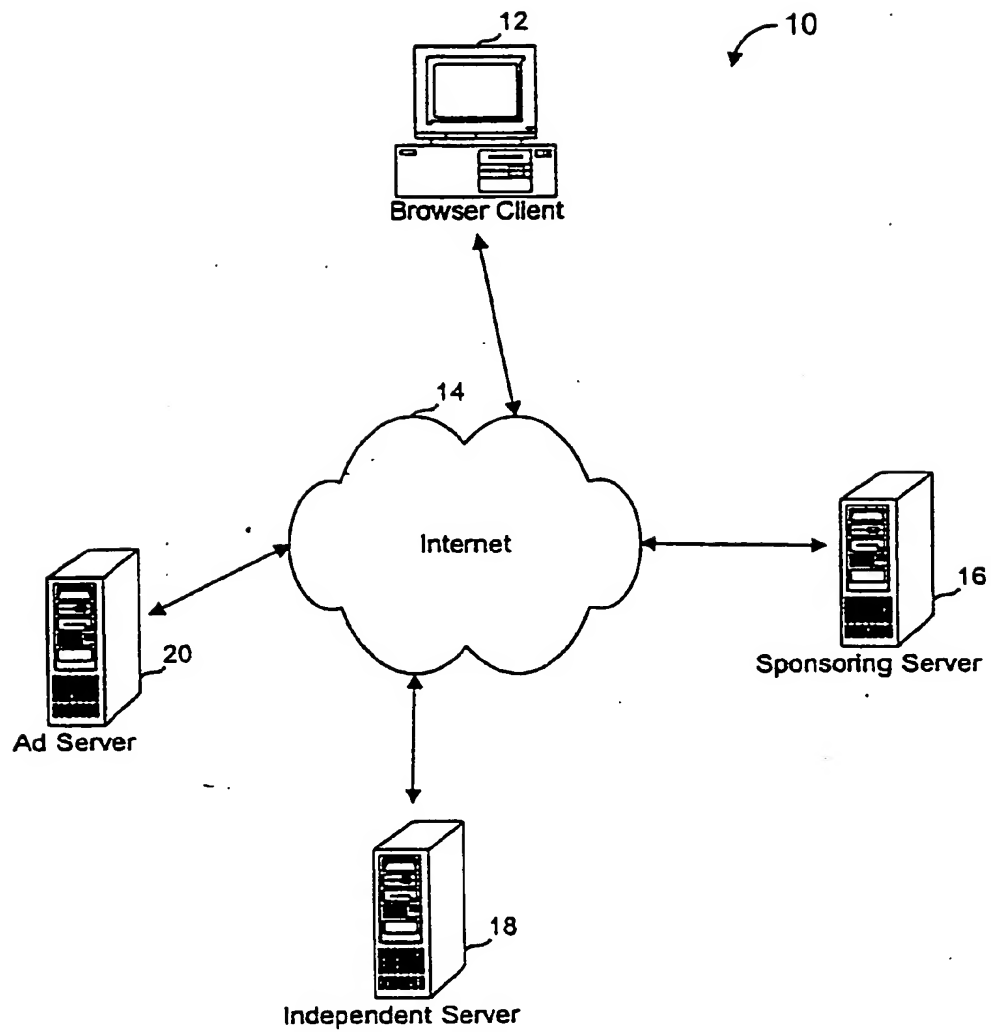 12
10
Browser Client
14
Internet
16
Sponsoring Server
20
Ad Server
18
Independent Server